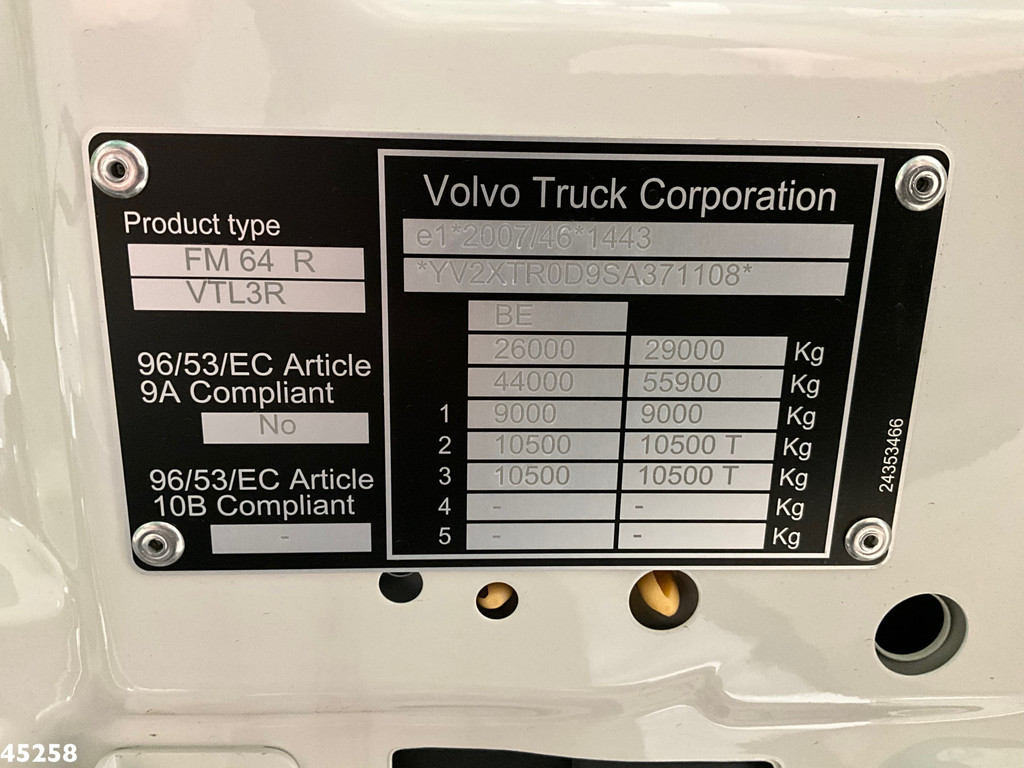 Product type
FM 64 R
VTL3R
96/53/EC Article
9A Compliant
No
96/53/EC Article
10B Compliant
-
Volvo Truck Corporation
e1*2007/46*1443
*YV2XTR0D9SA371108*
BE
26000 29000 Kg
44000 55900 Kg
1 9000 9000 Kg
2 10500 10500 T Kg
3 10500 10500 T Kg
4 - - Kg
5 - - Kg
24353466
45258